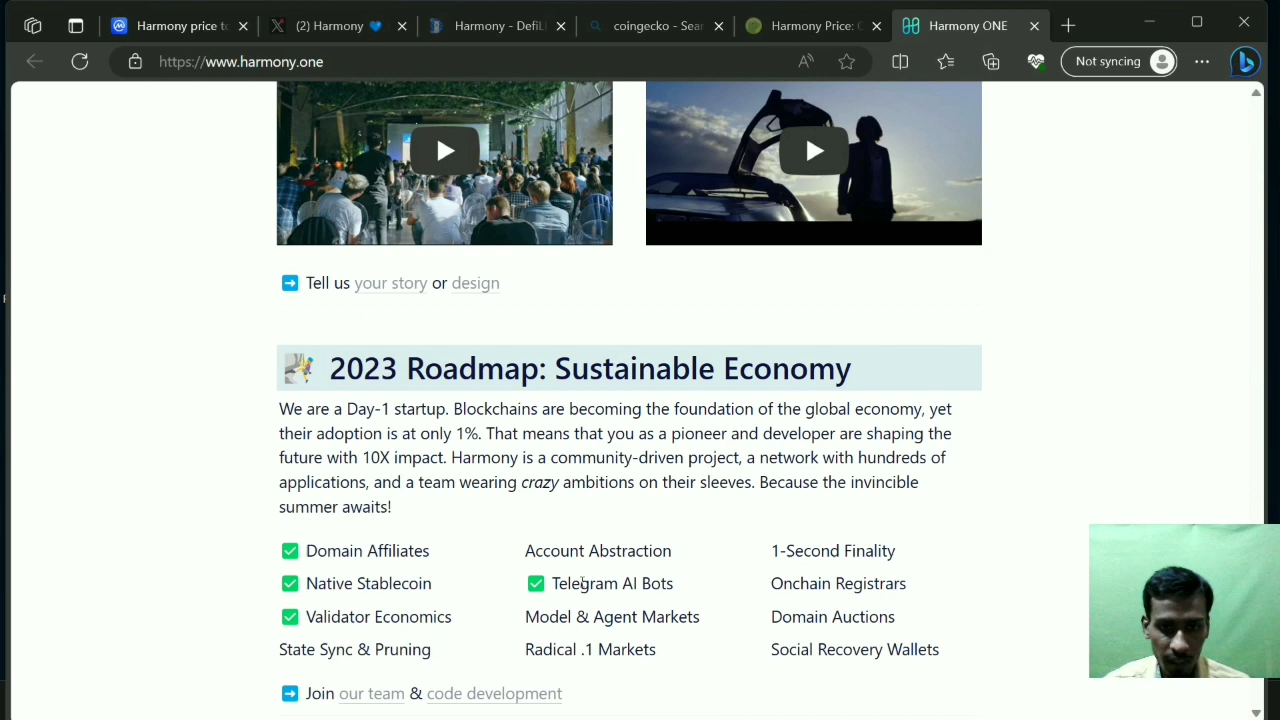 Harmony price to
(2) Harmony 💙
Harmony - DefiLl
coingecko - Sear
Harmony Price: C
Harmony ONE
https://www.harmony.one
Not syncing
Tell us your story or design
2023 Roadmap: Sustainable Economy
We are a Day-1 startup. Blockchains are becoming the foundation of the global economy, yet
their adoption is at only 1%. That means that you as a pioneer and developer are shaping the
future with 10X impact. Harmony is a community-driven project, a network with hundreds of
applications, and a team wearing crazy ambitions on their sleeves. Because the invincible
summer awaits!
Domain Affiliates
Native Stablecoin
Validator Economics
State Sync & Pruning
Account Abstraction
Telegram AI Bots
Model & Agent Markets
Radical .1 Markets
1-Second Finality
Onchain Registrars
Domain Auctions
Social Recovery Wallets
Join our team & code development